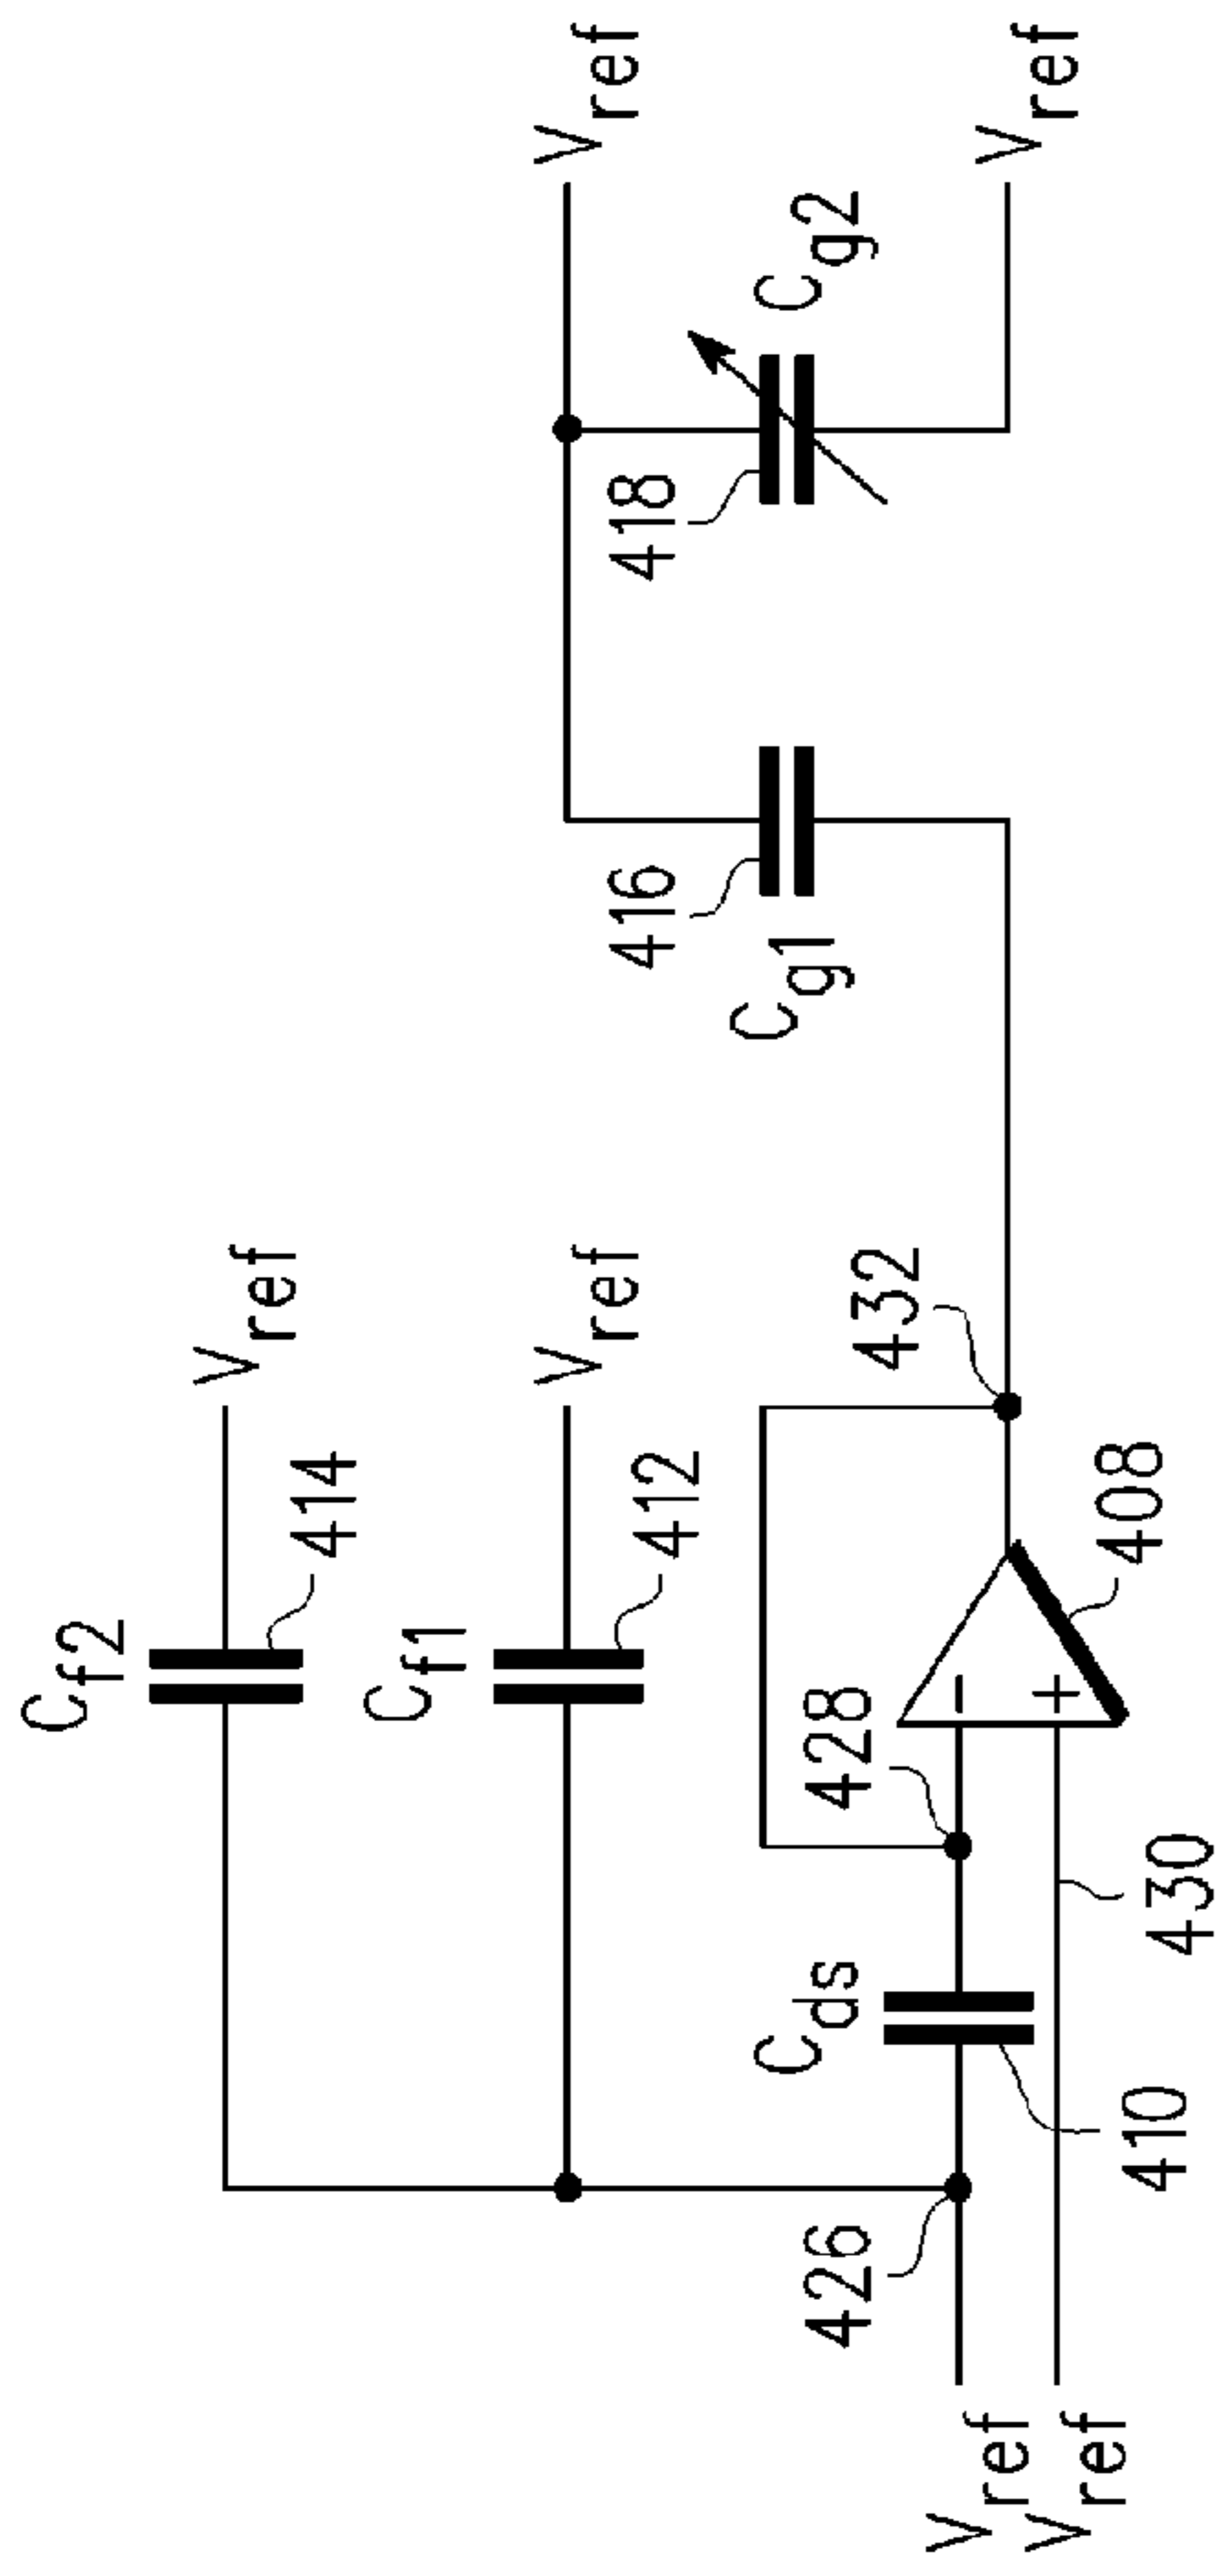 Cf2
414
Vref
Cf1
412
Vref
Vref
416
Cg1
418
Cg2
Vref
Cds
410
426
428
−
+
408
432
430
Vref
Vref